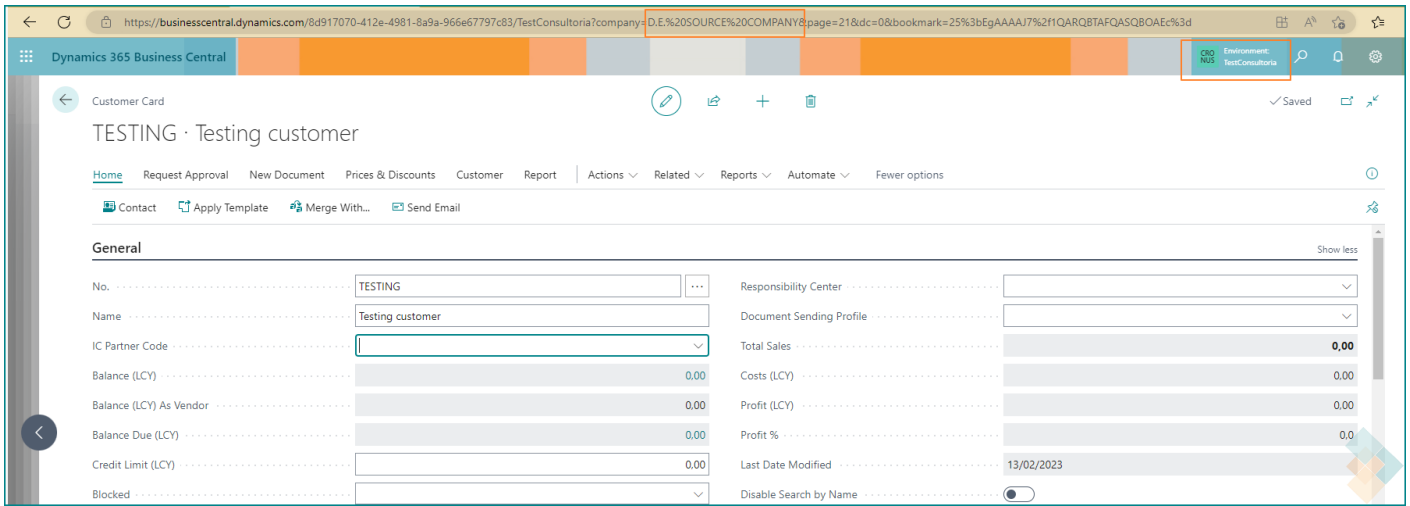 https://businesscentral.dynamics.com/8d917070-412e-4981-8a9a-966e67797c83/TestConsultoria?company=D.E.%20SOURCE%20COMPANY&page=21&dc=0&bookmark=25%3bEgAAAAJ7%2f1QARQBTAFQASQBOAEc%3d
Dynamics 365 Business Central
CRO
NUS
Environment:
TestConsultoria
Customer Card
Saved
TESTING · Testing customer
Home Request Approval New Document Prices & Discounts Customer Report Actions Related Reports Automate Fewer options
Contact Apply Template Merge With... Send Email
General Show less
No. TESTING ... Responsibility Center
Name Testing customer Document Sending Profile
IC Partner Code Total Sales 0,00
Balance (LCY) 0,00 Costs (LCY) 0,00
Balance (LCY) As Vendor 0,00 Profit (LCY) 0,00
Balance Due (LCY) 0,00 Profit % 0,0
Credit Limit (LCY) 0,00 Last Date Modified 13/02/2023
Blocked Disable Search by Name